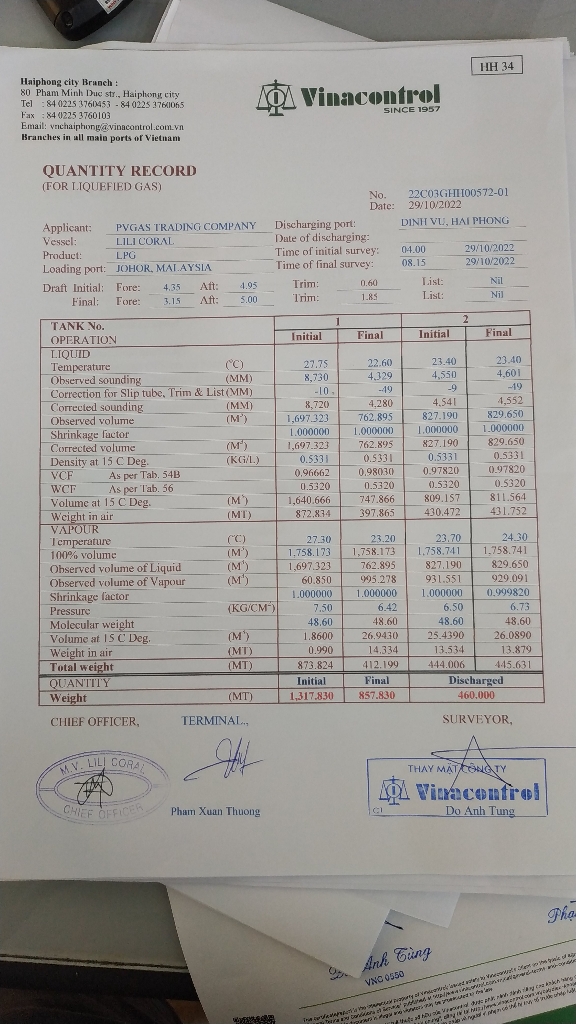 HH 34
Haiphong city Branch :
80 Pham Minh Duc str., Haiphong city
Tel : 84 0225 3760453 - 84 0225 3760065
Fax : 84 0225 3760103
Email: vnchaiphong@vinacontrol.com.vn
Branches in all main ports of Vietnam
Vinacontrol
SINCE 1957
QUANTITY RECORD
(FOR LIQUEFIED GAS)
No. 22C03GHH00572-01
Date: 29/10/2022
Applicant: PVGAS TRADING COMPANY Discharging port: DINH VU, HAI PHONG
Vessel: LILI CORAL Date of discharging:
Product: LPG Time of initial survey: 04.00 29/10/2022
Loading port: JOHOR, MALAYSIA Time of final survey: 08.15 29/10/2022
Draft Initial: Fore: 4.35 Aft: 4.95 Trim: 0.60 List: Nil
Final: Fore: 3.15 Aft: 5.00 Trim: 1.85 List: Nil
TANK No. 1 2
OPERATION Initial Final Initial Final
LIQUID
Temperature (°C) 27.75 22.60 23.40 23.40
Observed sounding (MM) 8,730 4,329 4,550 4,601
Correction for Slip tube, Trim & List (MM) -10 -49 -9 -49
Corrected sounding (MM) 8,720 4,280 4,541 4,552
Observed volume (M³) 1,697.323 762.895 827.190 829.650
Shrinkage factor 1.000000 1.000000 1.000000 1.000000
Corrected volume (M³) 1,697.323 762.895 827.190 829.650
Density at 15 C Deg. (KG/L) 0.5331 0.5331 0.5331 0.5331
VCF As per Tab. 54B 0.96662 0.98030 0.97820 0.97820
WCF As per Tab. 56 0.5320 0.5320 0.5320 0.5320
Volume at 15 C Deg. (M³) 1,640.666 747.866 809.157 811.564
Weight in air (MT) 872.834 397.865 430.472 431.752
VAPOUR
Temperature (°C) 27.30 23.20 23.70 24.30
100% volume (M³) 1,758.173 1,758.173 1,758.741 1,758.741
Observed volume of Liquid (M³) 1,697.323 762.895 827.190 829.650
Observed volume of Vapour (M³) 60.850 995.278 931.551 929.091
Shrinkage factor 1.000000 1.000000 1.000000 0.999820
Pressure (KG/CM²) 7.50 6.42 6.50 6.73
Molecular weight 48.60 48.60 48.60 48.60
Volume at 15 C Deg. (M³) 1.8600 26.9430 25.4390 26.0890
Weight in air (MT) 0.990 14.334 13.534 13.879
Total weight (MT) 873.824 412.199 444.006 445.631
QUANTITY Initial Final Discharged
Weight (MT) 1,317.830 857.830 460.000
CHIEF OFFICER, TERMINAL., SURVEYOR,
M.V. LILI CORAL
CHIEF OFFICER
Pham Xuan Thuong
THAY MẶT CÔNG TY
Vinacontrol
C1
Do Anh Tung
Anh Tùng
VNC 0550